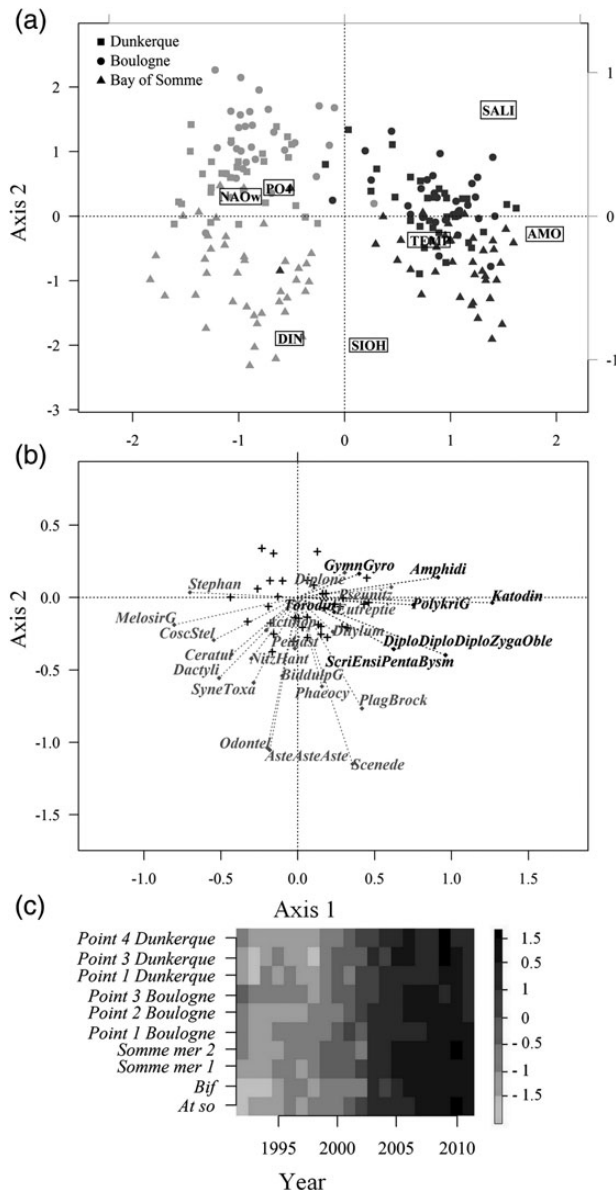 (a)
Dunkerque
Boulogne
Bay of Somme
SALI
NAOw
PO4
TEMP
AMO
DIN
SIOH
Axis 2
2
1
0
-1
-2
-3
1
0
-1
-1
0
1
2
(b)
GymnGyro
Amphidi
Stephan
Diplone
Katodin
PolykriG
Eutreptie
MelosirG
CoscStel
Ditylum
DiploDiploDiploZygaOble
Ceratul
NitzHant
ScriEnsiPentaBysm
Dactyli
BiddulpG
SyneToxa
Phaeocy
PlagBrock
Odontel
AsteAsteAste
Scenede
Axis 2
0.5
0.0
-0.5
-1.0
-1.5
-1.0
-0.5
0.0
0.5
1.0
1.5
Axis 1
(c)
Point 4 Dunkerque
Point 3 Dunkerque
Point 1 Dunkerque
Point 3 Boulogne
Point 2 Boulogne
Point 1 Boulogne
Somme mer 2
Somme mer 1
Bif
At so
1.5
0.5
1
0
- 0.5
- 1
- 1.5
1995
2000
2005
2010
Year